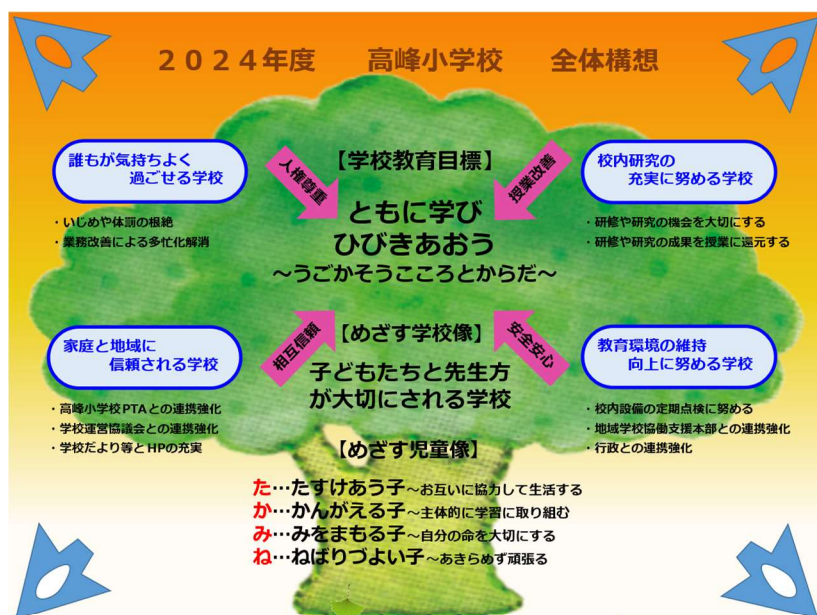 2024年度 高峰小学校 全体構想
誰もが気持ちよく
過ごせる学校
・いじめや体罰の根絶
・業務改善による多忙化解消
人権尊重
【学校教育目標】
ともに学び
ひびきあおう
～うごかそうこころとからだ～
授業改善
校内研究の
充実に努める学校
・研修や研究の機会を大切にする
・研修や研究の成果を授業に還元する
家庭と地域に
信頼される学校
・高峰小学校PTAとの連携強化
・学校運営協議会との連携強化
・学校だより等とHPの充実
相互信頼
【めざす学校像】
子どもたちと先生方
が大切にされる学校
安全安心
教育環境の維持
向上に努める学校
・校内設備の定期点検に努める
・地域学校協働支援本部との連携強化
・行政との連携強化
【めざす児童像】
た…たすけあう子～お互いに協力して生活する
か…かんがえる子～主体的に学習に取り組む
み…みをまもる子～自分の命を大切にする
ね…ねばりづよい子～あきらめず頑張る